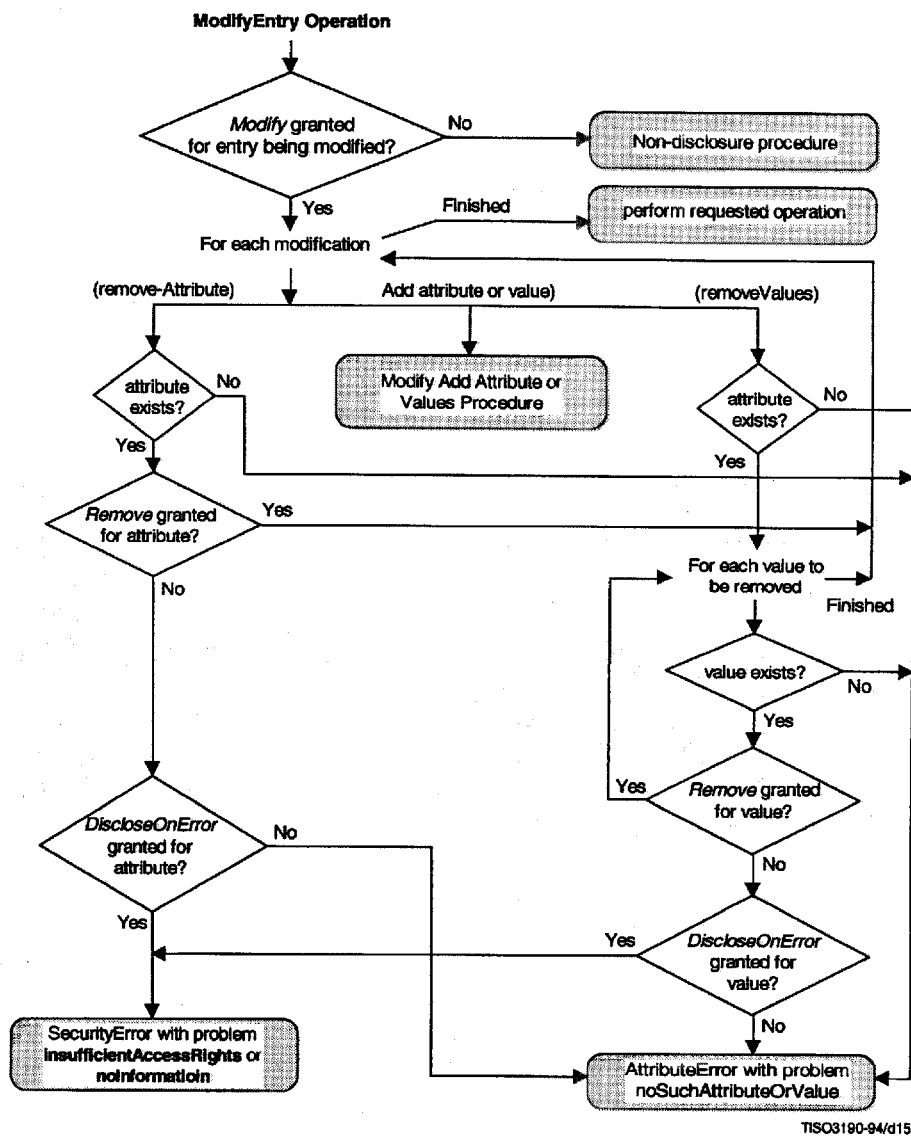 ModifyEntry Operation
Modify granted
for entry being modified?
No
Non-disclosure procedure
Yes
Finished
perform requested operation
For each modification
(remove-Attribute)
Add attribute or value)
(removeValues)
attribute
exists?
No
Modify Add Attribute or
Values Procedure
attribute
exists?
No
Yes
Yes
Remove granted
for attribute?
Yes
No
For each value to
be removed
Finished
value exists?
No
Yes
Remove granted
for value?
Yes
No
DiscloseOnError
granted for
attribute?
No
Yes
DiscloseOnError
granted for
value?
Yes
No
SecurityError with problem
insufficientAccessRights or
noInformatioin
AttributeError with problem
noSuchAttributeOrValue
TISO3190-94/d15